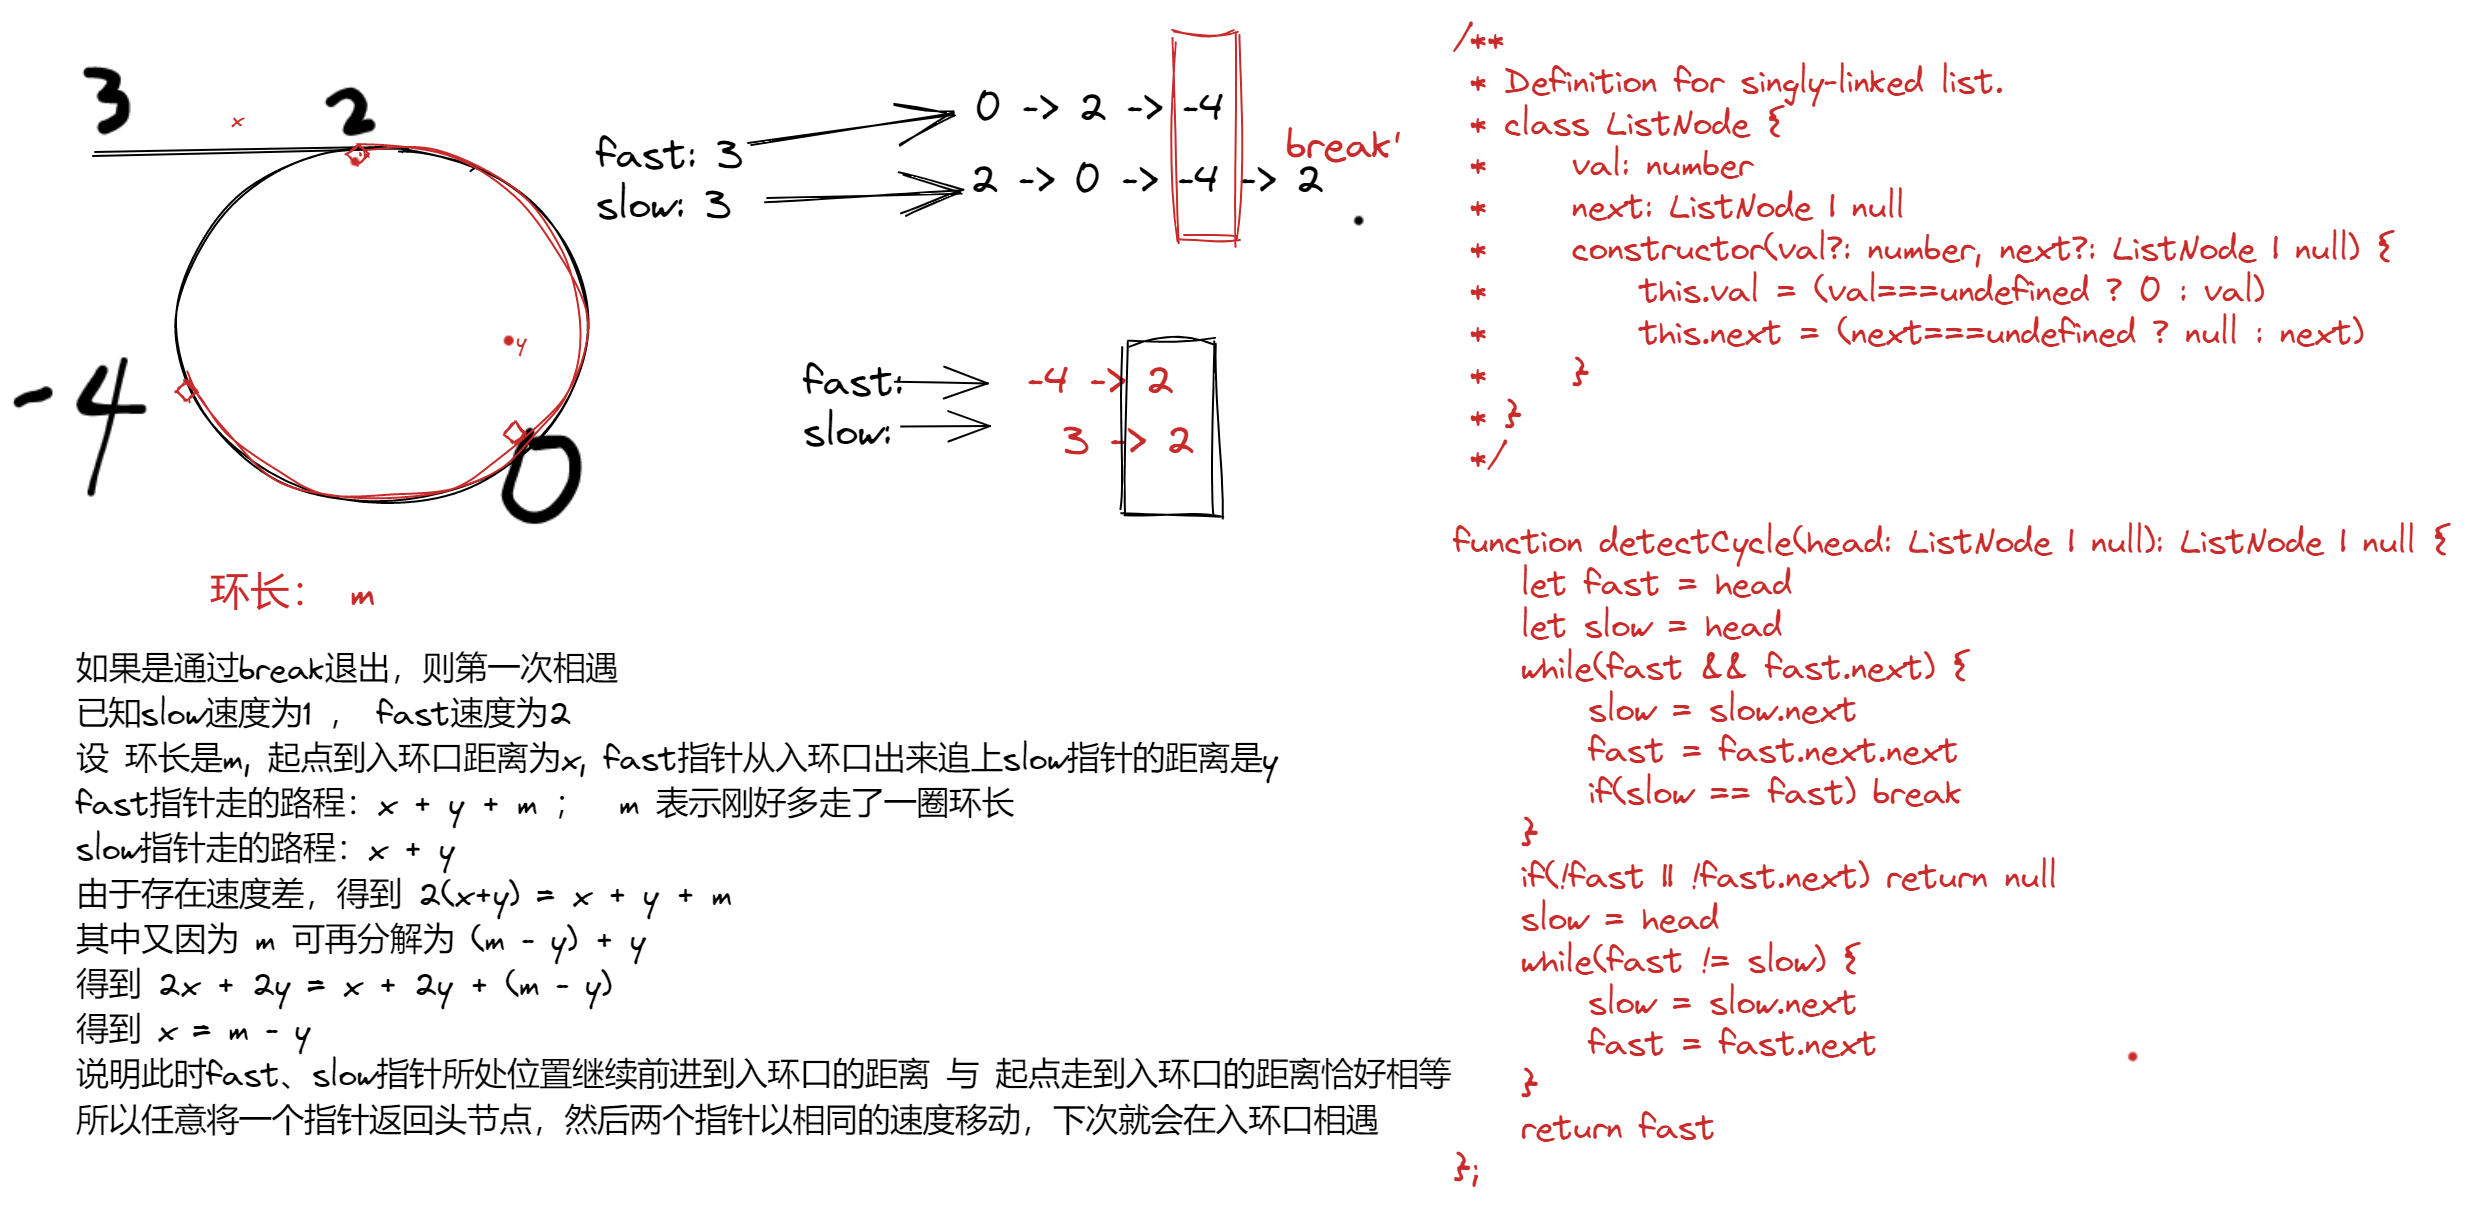 3
x
2
-4
y
0
fast: 3
slow: 3
0 -> 2 -> -4
2 -> 0 -> -4 -> 2
break'
fast:
slow:
-4 -> 2
3 -> 2
环长： m
如果是通过break退出，则第一次相遇
已知slow速度为1 ， fast速度为2
设 环长是m, 起点到入环口距离为x, fast指针从入环口出来追上slow指针的距离是y
fast指针走的路程：x + y + m ； m 表示刚好多走了一圈环长
slow指针走的路程：x + y
由于存在速度差，得到 2(x+y) = x + y + m
其中又因为 m 可再分解为 (m - y) + y
得到 2x + 2y = x + 2y + (m - y)
得到 x = m - y
说明此时fast、slow指针所处位置继续前进到入环口的距离 与 起点走到入环口的距离恰好相等
所以任意将一个指针返回头节点，然后两个指针以相同的速度移动，下次就会在入环口相遇
/**
* Definition for singly-linked list.
* class ListNode {
* val: number
* next: ListNode | null
* constructor(val?: number, next?: ListNode | null) {
* this.val = (val===undefined ? 0 : val)
* this.next = (next===undefined ? null : next)
* }
* }
*/
function detectCycle(head: ListNode | null): ListNode | null {
let fast = head
let slow = head
while(fast && fast.next) {
slow = slow.next
fast = fast.next.next
if(slow == fast) break
}
if(!fast || !fast.next) return null
slow = head
while(fast != slow) {
slow = slow.next
fast = fast.next
}
return fast
};